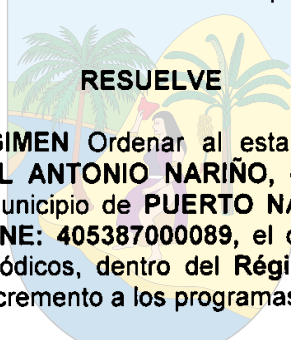 RESUELVE
GIMEN Ordenar al esta
L ANTONIO NARIÑO,
unicipio de PUERTO NA
NE: 405387000089, el
ódicos, dentro del Régi
cremento a los programas